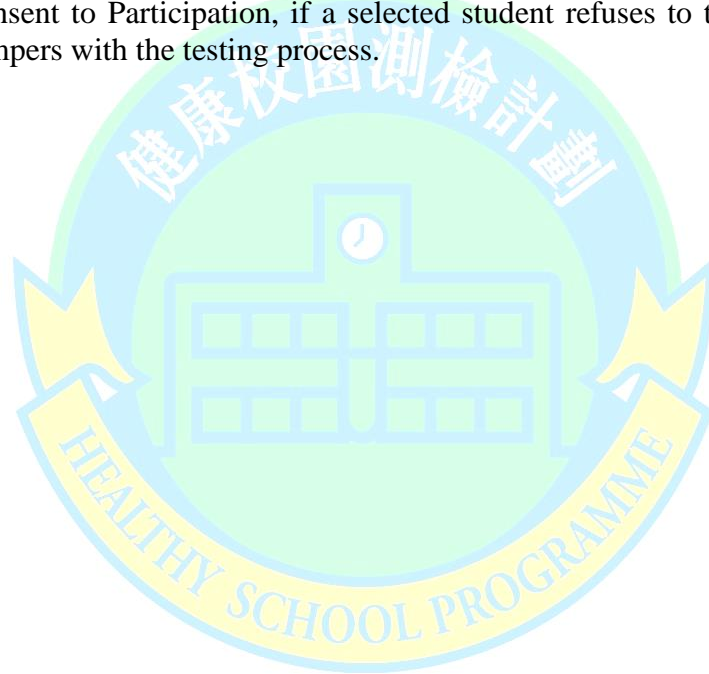 nsent to Participation, if a selected student refuses to t
npers with the testing process.
健康校園測檢計劃
HEALTHY SCHOOL PROGRAMME